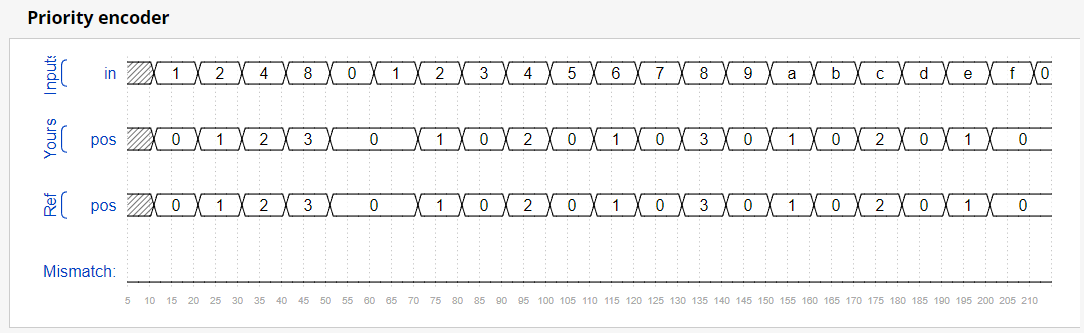 Priority encoder
Inputs in 1 2 4 8 0 1 2 3 4 5 6 7 8 9 a b c d e f 0
Yours pos 0 1 2 3 0 1 0 2 0 1 0 3 0 1 0 2 0 1 0
Ref pos 0 1 2 3 0 1 0 2 0 1 0 3 0 1 0 2 0 1 0
Mismatch:
5 10 15 20 25 30 35 40 45 50 55 60 65 70 75 80 85 90 95 100 105 110 115 120 125 130 135 140 145 150 155 160 165 170 175 180 185 190 195 200 205 210